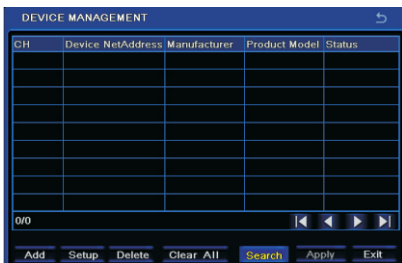 DEVICE MANAGEMENT
CH Device NetAddress Manufacturer Product Model Status
0/0
Add Setup Delete Clear All Search Apply Exit